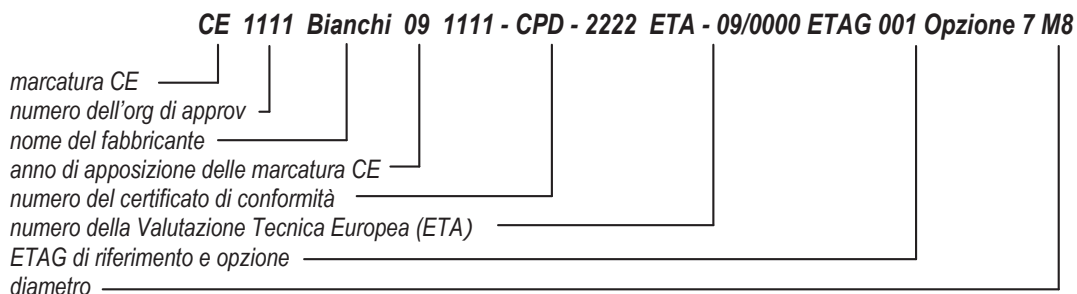 CE 1111 Bianchi 09 1111 - CPD - 2222 ETA - 09/0000 ETAG 001 Opzione 7 M8
marcatura CE
numero dell'org di approv
nome del fabbricante
anno di apposizione delle marcatura CE
numero del certificato di conformità
numero della Valutazione Tecnica Europea (ETA)
ETAG di riferimento e opzione
diametro